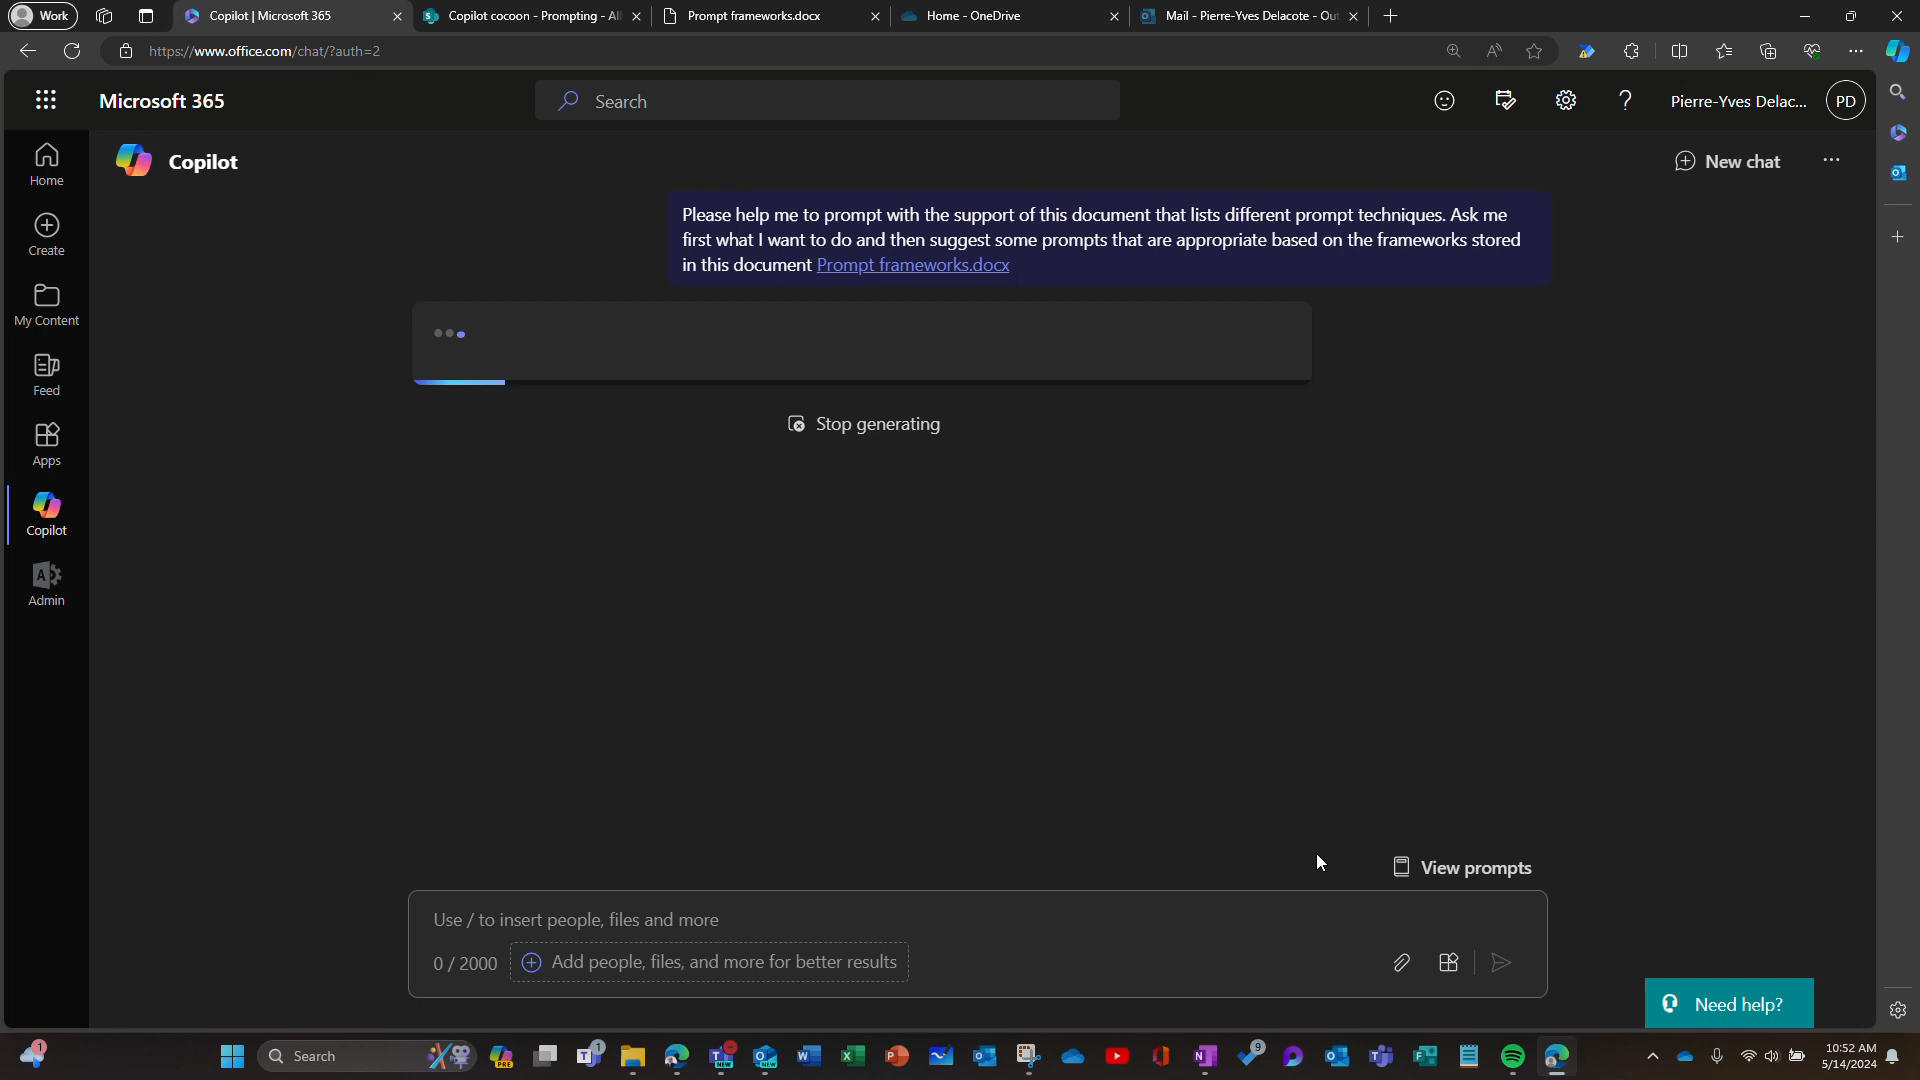 Work
Copilot | Microsoft 365
Copilot cocoon - Prompting - All
Prompt frameworks.docx
Home - OneDrive
Mail - Pierre-Yves Delacote - Out
https://www.office.com/chat/?auth=2
Microsoft 365
Search
Pierre-Yves Delac...
PD
Home
Create
My Content
Feed
Apps
Copilot
Admin
Copilot
New chat
Please help me to prompt with the support of this document that lists different prompt techniques. Ask me
first what I want to do and then suggest some prompts that are appropriate based on the frameworks stored
in this document Prompt frameworks.docx
Stop generating
View prompts
Use / to insert people, files and more
0 / 2000
Add people, files, and more for better results
Need help?
1
Search
PRE
1
NEW
NEW
9
10:52 AM
5/14/2024